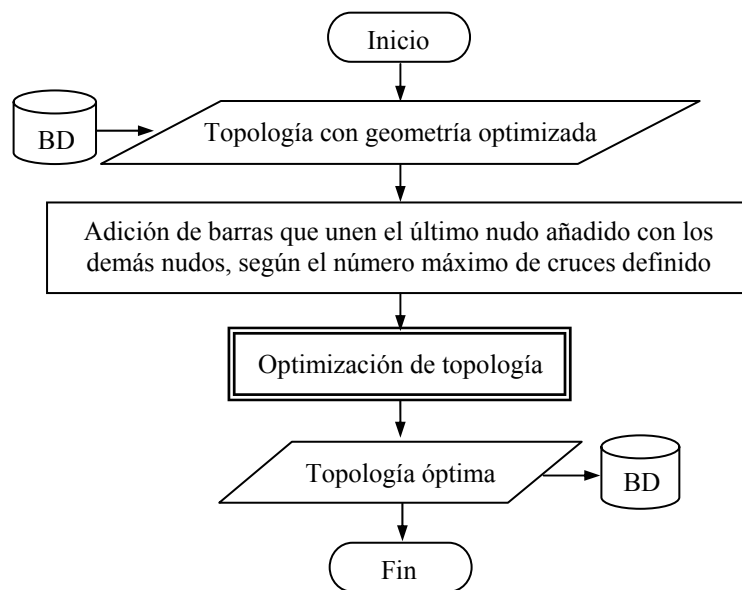 Inicio
BD
Topología con geometría optimizada
Adición de barras que unen el último nudo añadido con los
demás nudos, según el número máximo de cruces definido
Optimización de topología
Topología óptima
BD
Fin